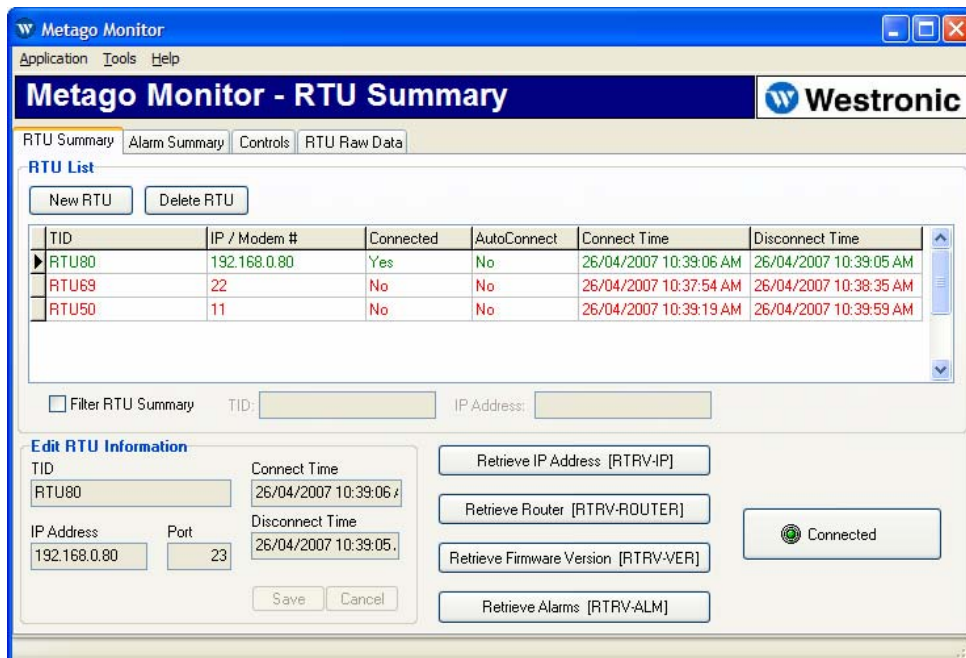 Metago Monitor
Application Tools Help
Metago Monitor - RTU Summary
W Westronic
RTU Summary Alarm Summary Controls RTU Raw Data
RTU List
New RTU Delete RTU
TID IP / Modem # Connected AutoConnect Connect Time Disconnect Time
RTU80 192.168.0.80 Yes No 26/04/2007 10:39:06 AM 26/04/2007 10:39:05 AM
RTU69 22 No No 26/04/2007 10:37:54 AM 26/04/2007 10:38:35 AM
RTU50 11 No No 26/04/2007 10:39:19 AM 26/04/2007 10:39:59 AM
Filter RTU Summary TID: IP Address:
Edit RTU Information
TID Connect Time
RTU80 26/04/2007 10:39:06
IP Address Port Disconnect Time
192.168.0.80 23 26/04/2007 10:39:05
Save Cancel
Retrieve IP Address [RTRV-IP]
Retrieve Router [RTRV-ROUTER]
Retrieve Firmware Version [RTRV-VER]
Retrieve Alarms [RTRV-ALM]
Connected